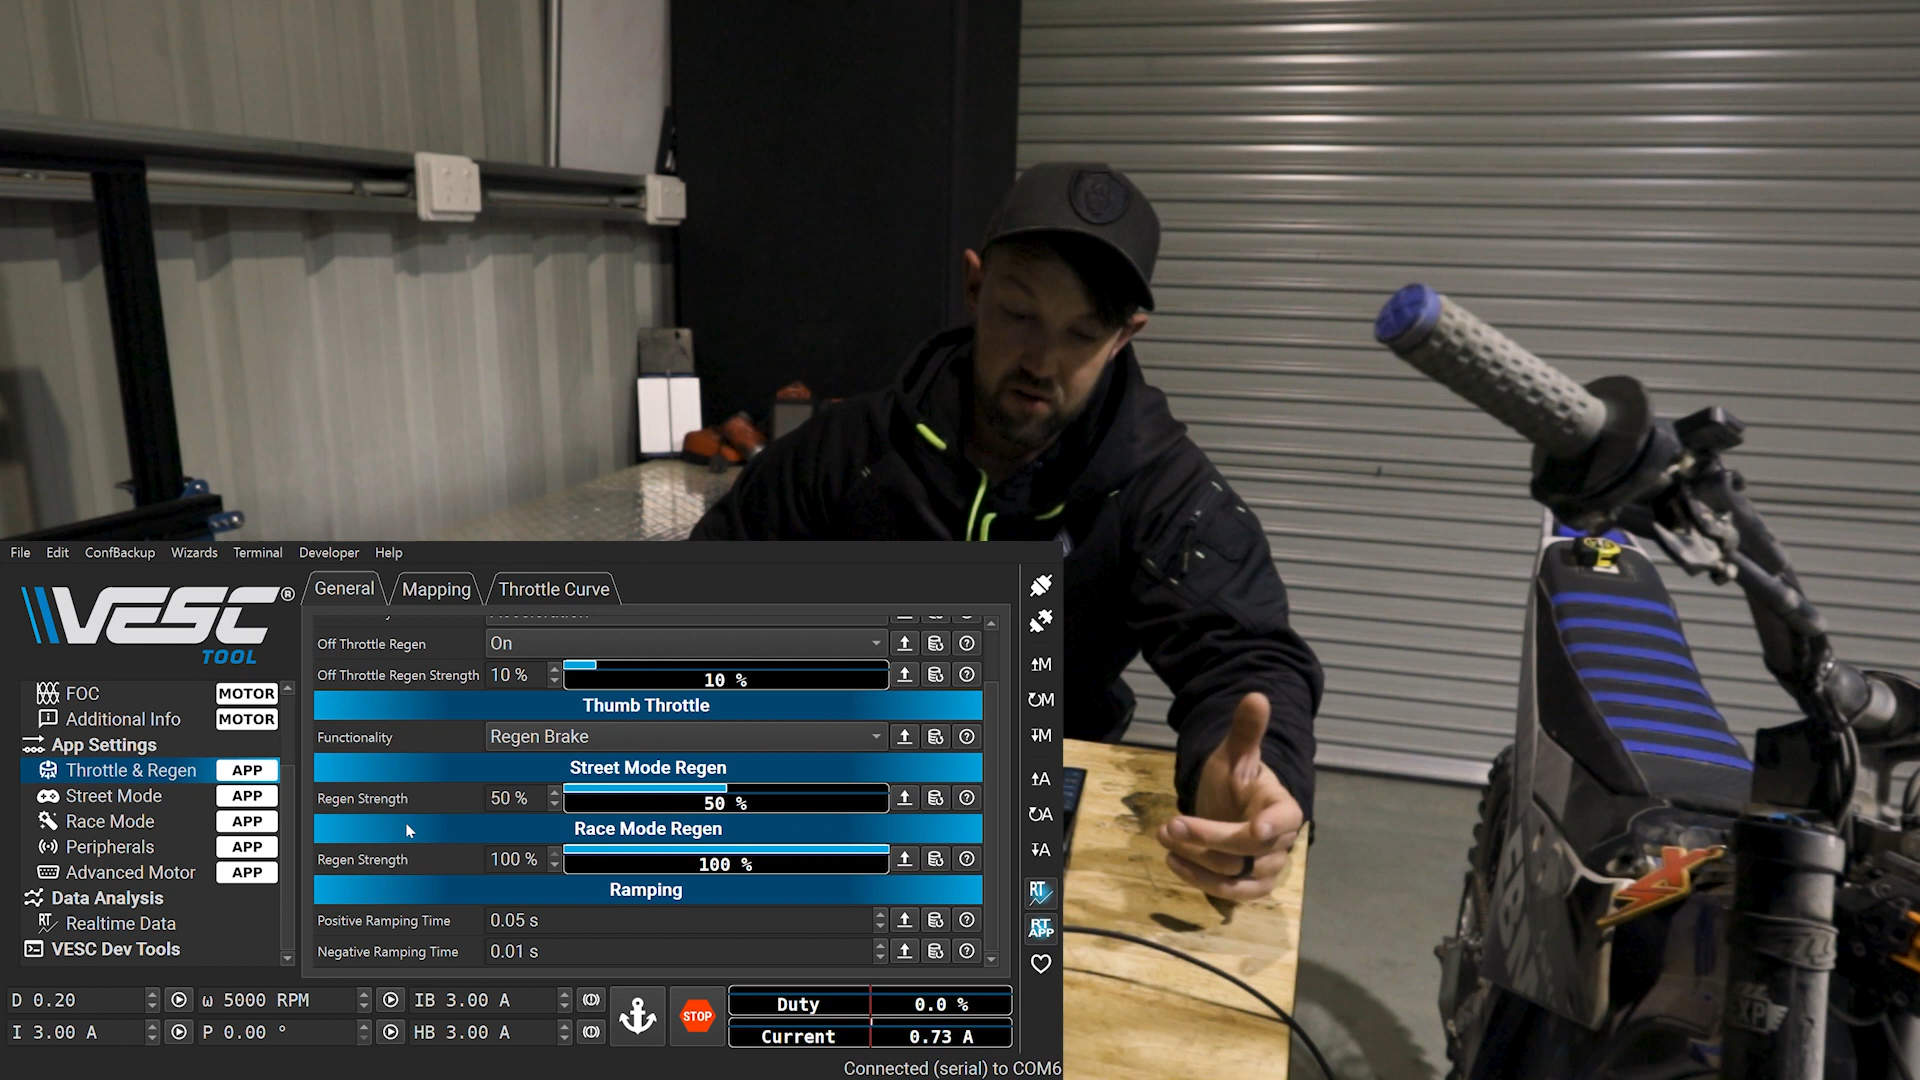 File Edit ConfBackup Wizards Terminal Developer Help
VESC®
TOOL
General Mapping Throttle Curve
Off Throttle Regen On
Off Throttle Regen Strength 10 % 10 %
Thumb Throttle
Functionality Regen Brake
Street Mode Regen
Regen Strength 50 % 50 %
Race Mode Regen
Regen Strength 100 % 100 %
Ramping
Positive Ramping Time 0.05 s
Negative Ramping Time 0.01 s
FOC MOTOR
Additional Info MOTOR
App Settings
Throttle & Regen APP
Street Mode APP
Race Mode APP
Peripherals APP
Advanced Motor APP
Data Analysis
RT Realtime Data
VESC Dev Tools
M
M
M
A
A
A
RT
RT APP
D 0.20 ω 5000 RPM IB 3.00 A
I 3.00 A P 0.00 ° HB 3.00 A
STOP
Duty 0.0 %
Current 0.73 A
Connected (serial) to COM6
XP